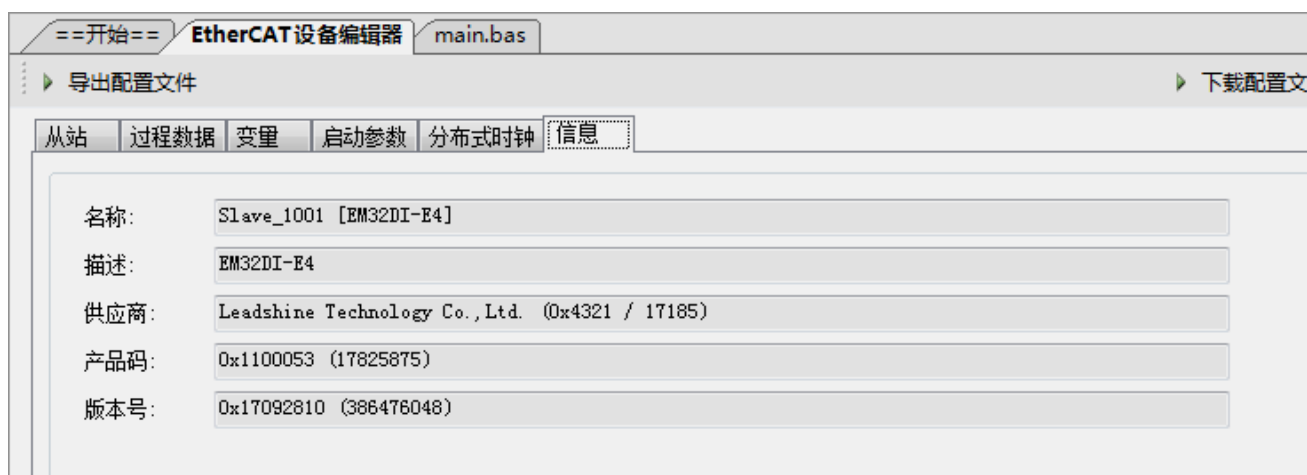 ==开始== EtherCAT设备编辑器 main.bas
导出配置文件 下载配置文
从站 过程数据 变量 启动参数 分布式时钟 信息
名称: Slave_1001 [EM32DI-E4]
描述: EM32DI-E4
供应商: Leadshine Technology Co.,Ltd. (0x4321 / 17185)
产品码: 0x1100053 (17825875)
版本号: 0x17092810 (386476048)